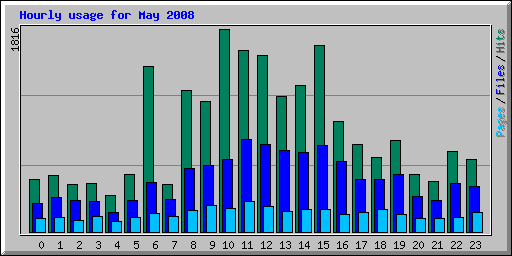 Hourly usage for May 2008
1816
Pages/Files/Hits
0 1 2 3 4 5 6 7 8 9 10 11 12 13 14 15 16 17 18 19 20 21 22 23